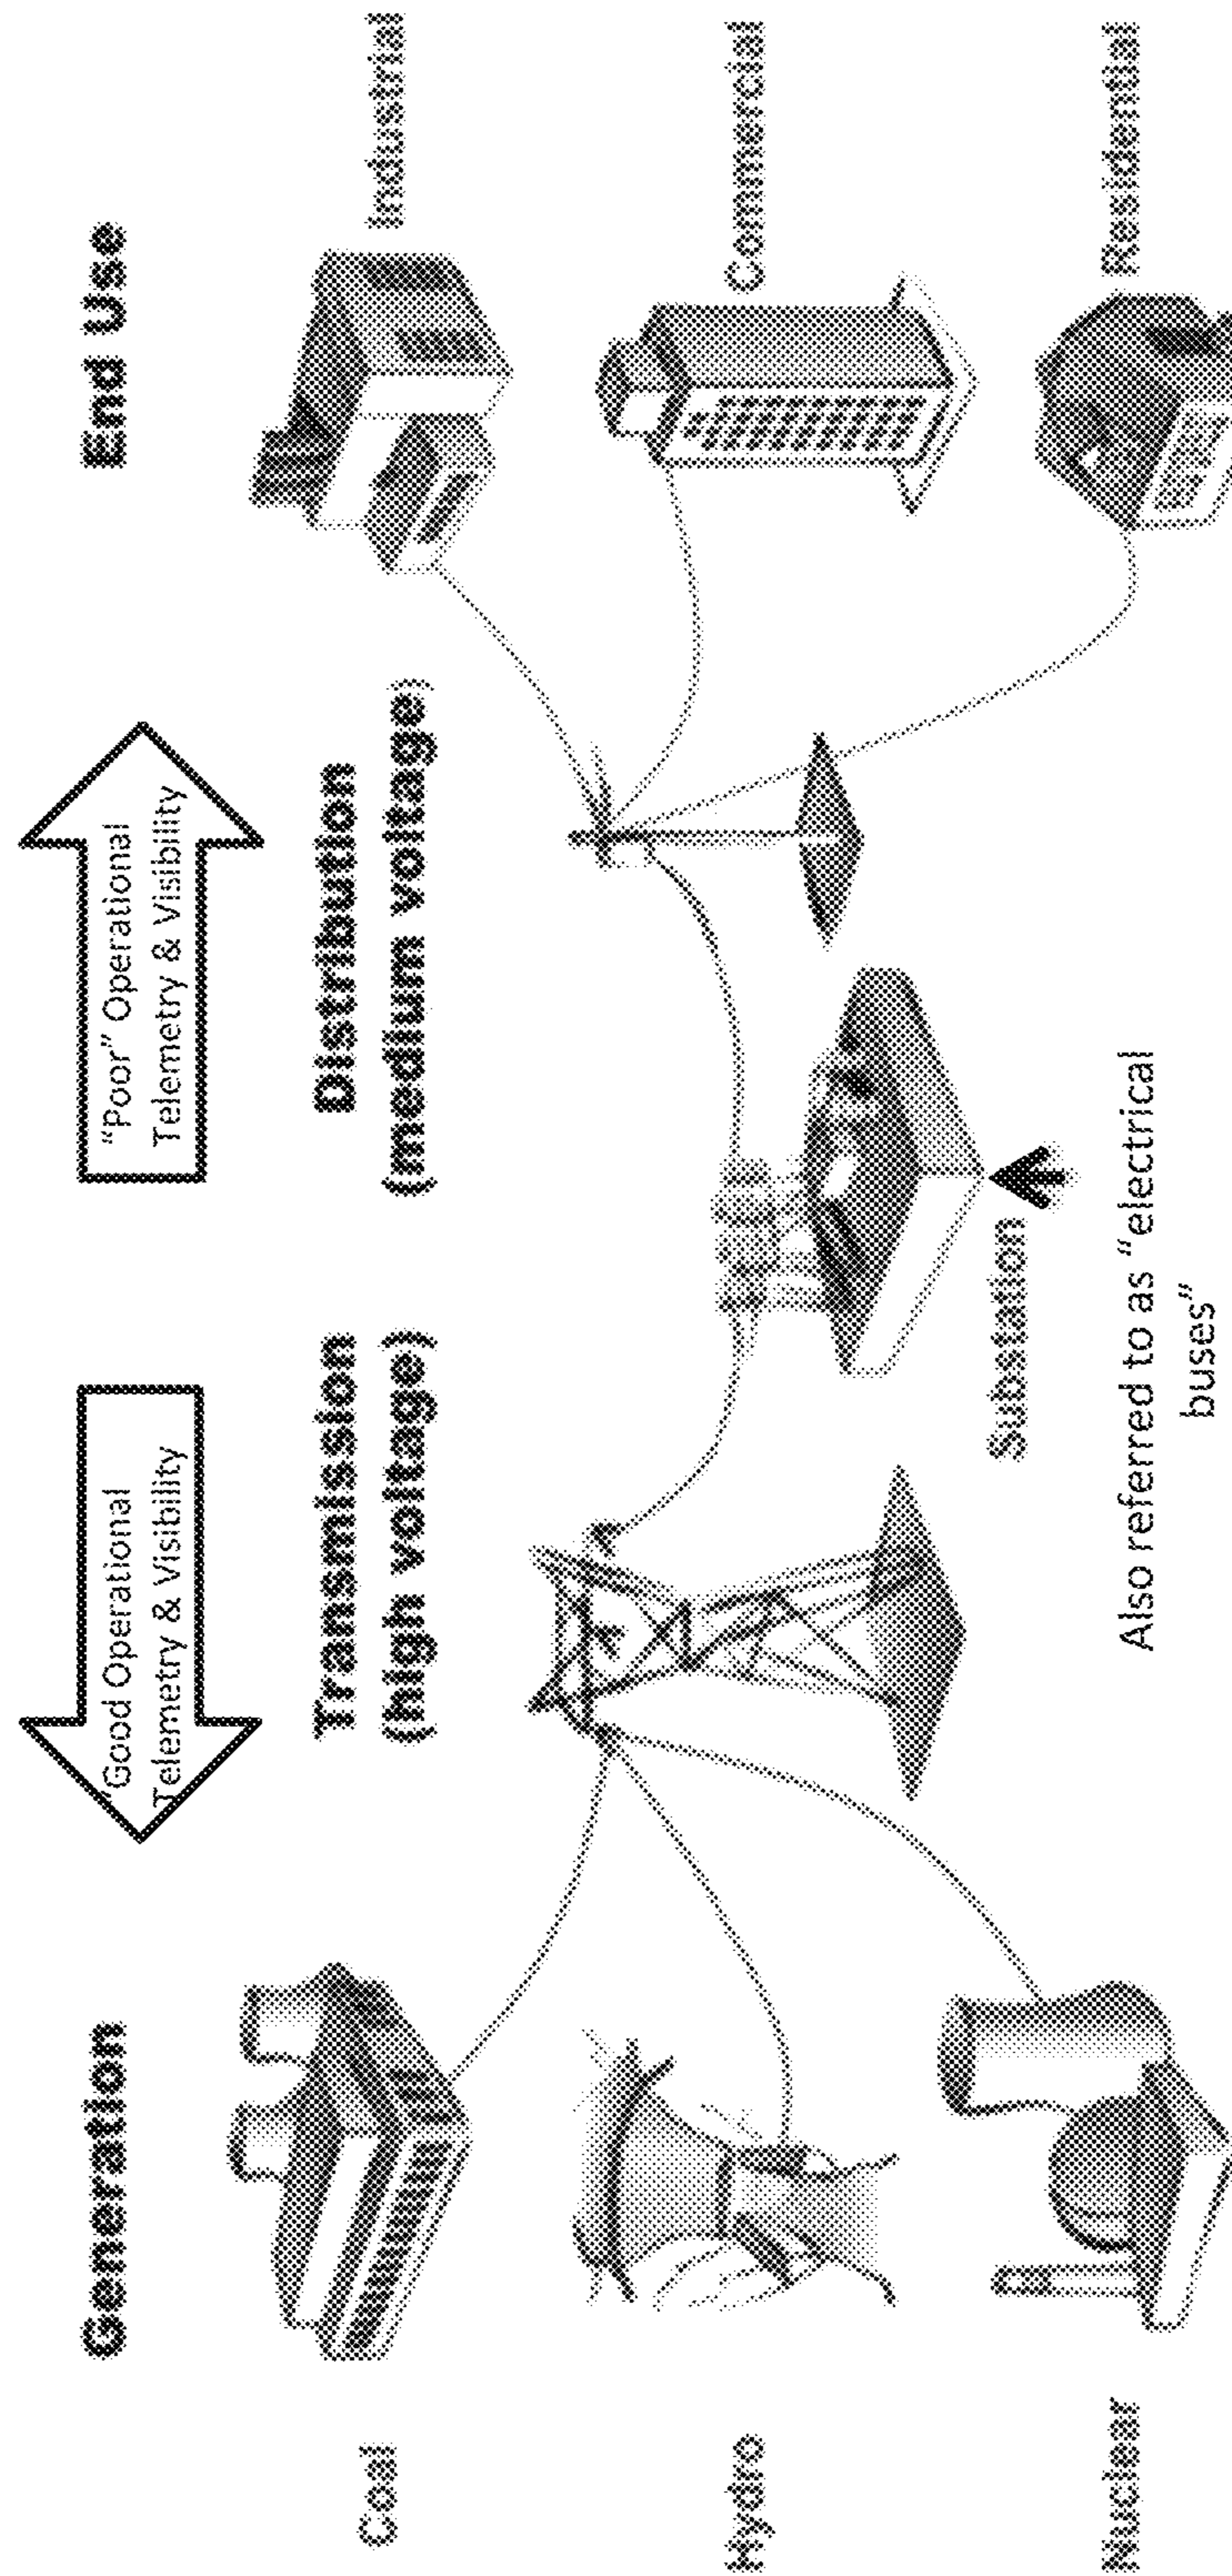 "Good Operational
Telemetry & Visibility
"Poor" Operational
Telemetry & Visibility
Generation
Transmission
(high voltage)
Distribution
(medium voltage)
End Use
Coal
Hydro
Nuclear
Industrial
Commercial
Residential
Substation
Also referred to as "electrical
buses"